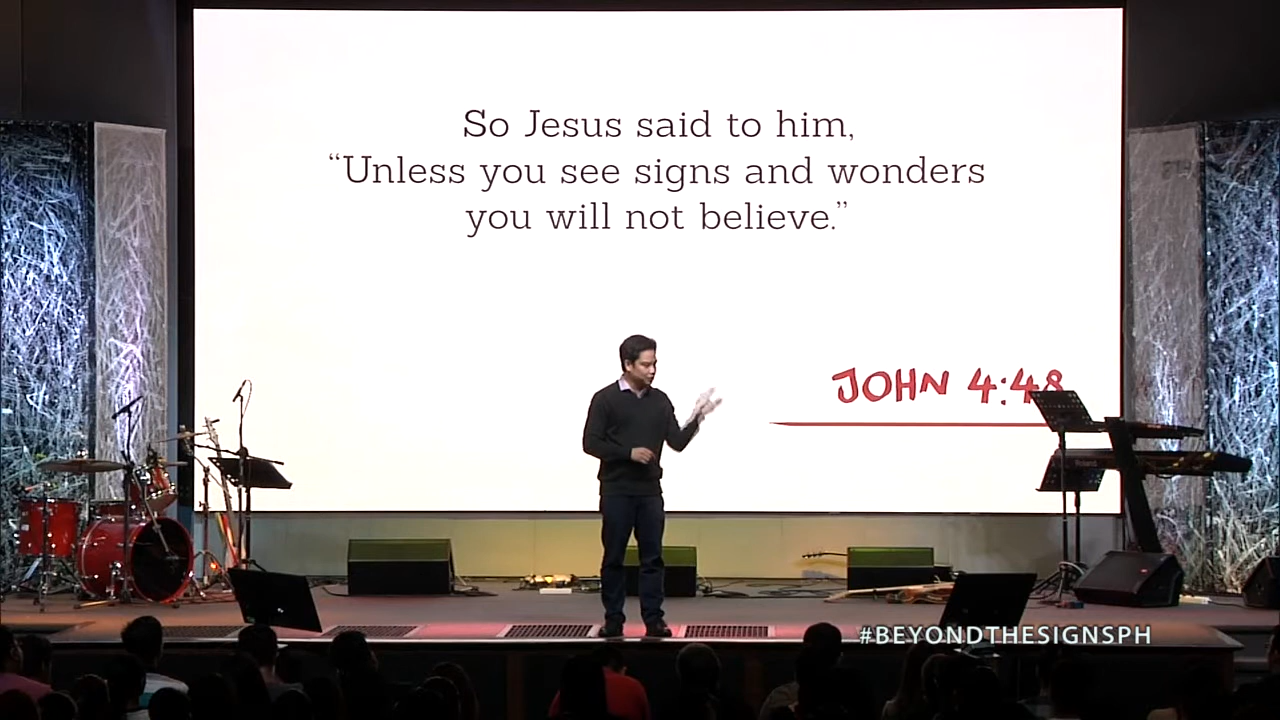 So Jesus said to him,
“Unless you see signs and wonders
you will not believe.”
JOHN 4:48
Roland
#BEYONDTHESIGNSPH